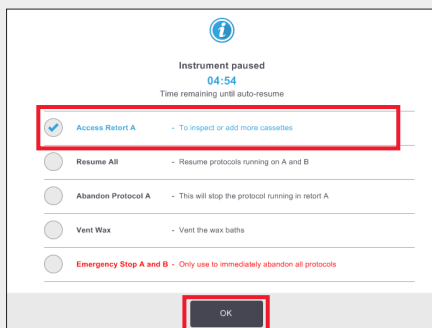 Instrument paused
04:54
Time remaining until auto-resume
Access Retort A - To inspect or add more cassettes
Resume All - Resume protocols running on A and B
Abandon Protocol A - This will stop the protocol running in retort A
Vent Wax - Vent the wax baths
Emergency Stop A and B - Only use to immediately abandon all protocols
OK